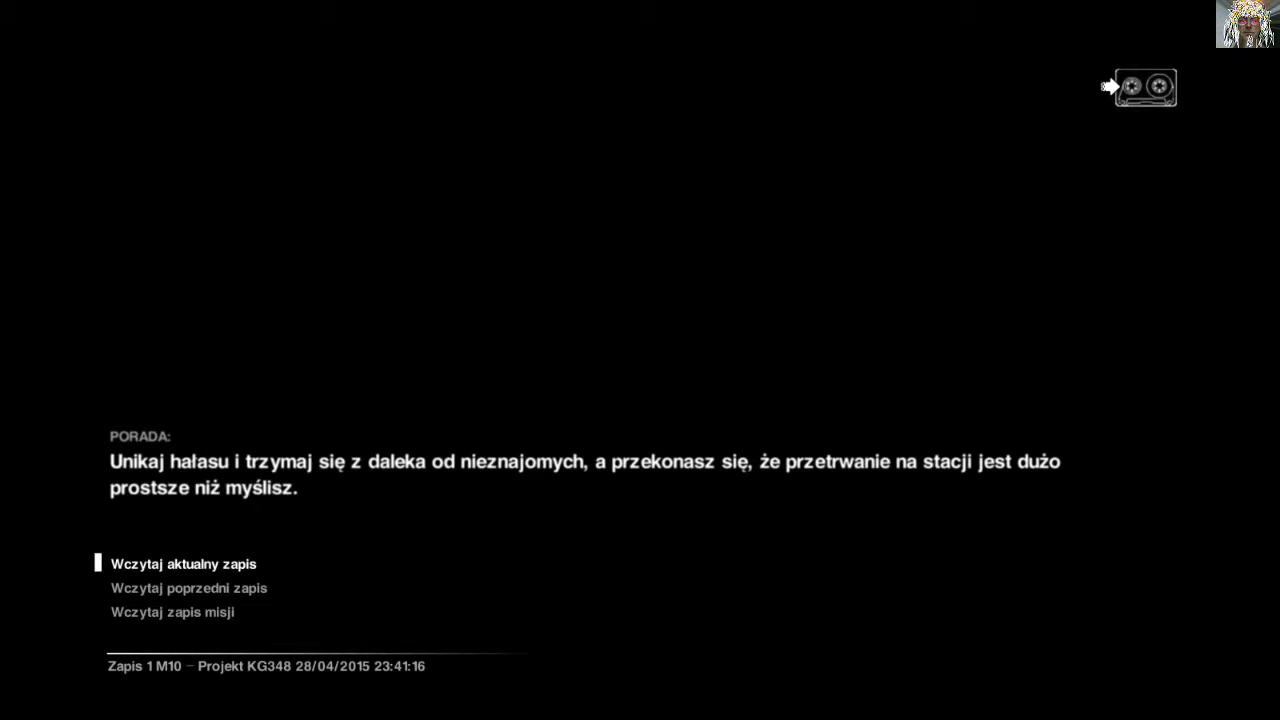 PORADA:
Unikaj hałasu i trzymaj się z daleka od nieznajomych, a przekonasz się, że przetrwanie na stacji jest dużo
prostsze niż myślisz.
Wczytaj aktualny zapis
Wczytaj poprzedni zapis
Wczytaj zapis misji
Zapis 1 M10 – Projekt KG348 28/04/2015 23:41:16